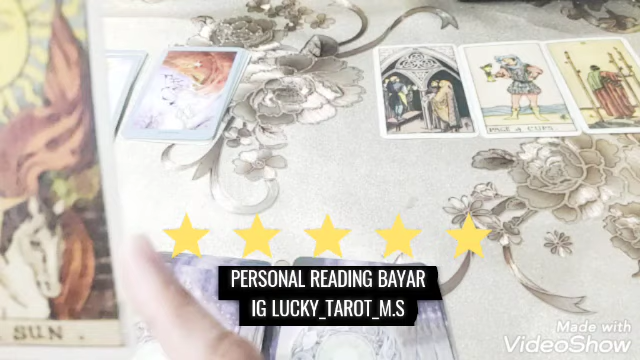 PAGE of CUPS
PERSONAL READING BAYAR
IG LUCKY_TAROT_M.S
SUN.
Made with
VideoShow